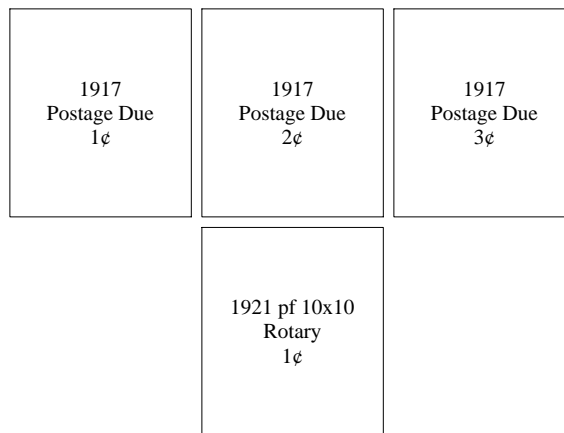 1917
Postage Due
1¢
1917
Postage Due
2¢
1917
Postage Due
3¢
1921 pf 10x10
Rotary
1¢